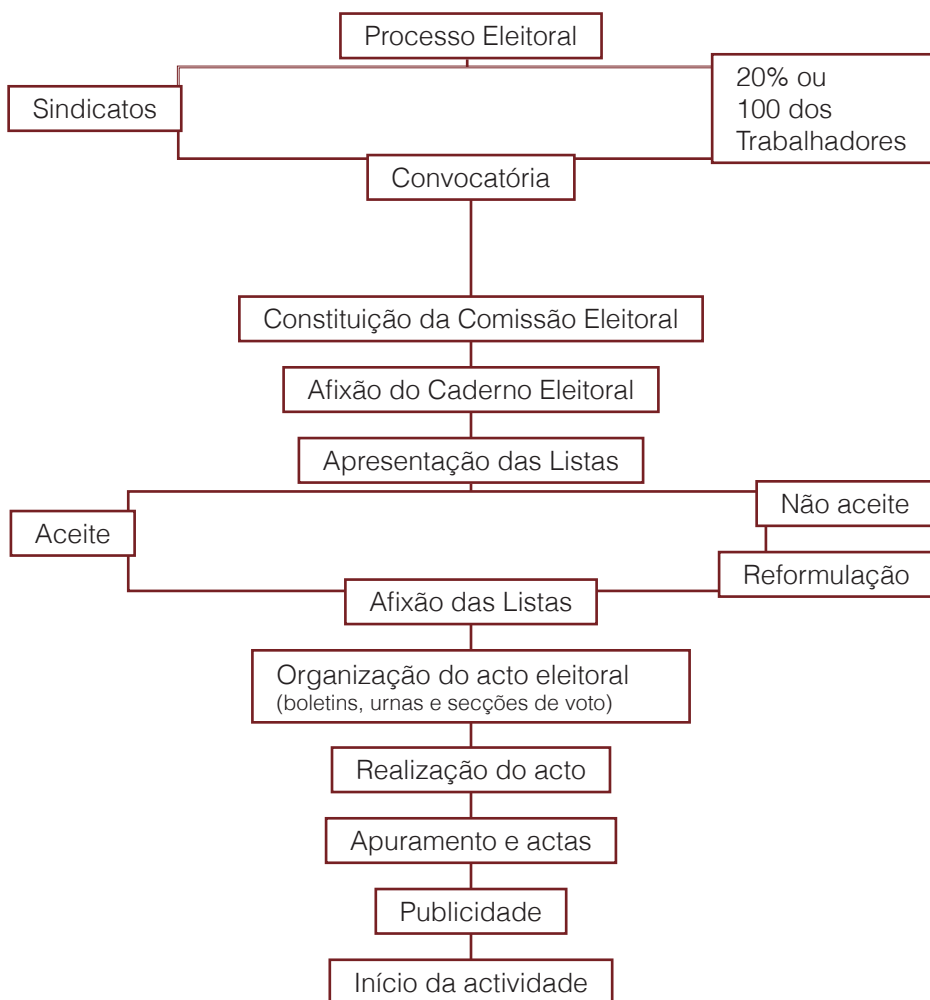 Processo Eleitoral
Sindicatos
20% ou
100 dos
Trabalhadores
Convocatória
Constituição da Comissão Eleitoral
Afixão do Caderno Eleitoral
Apresentação das Listas
Não aceite
Aceite
Reformulação
Afixão das Listas
Organização do acto eleitoral
(boletins, urnas e secções de voto)
Realização do acto
Apuramento e actas
Publicidade
Início da actividade